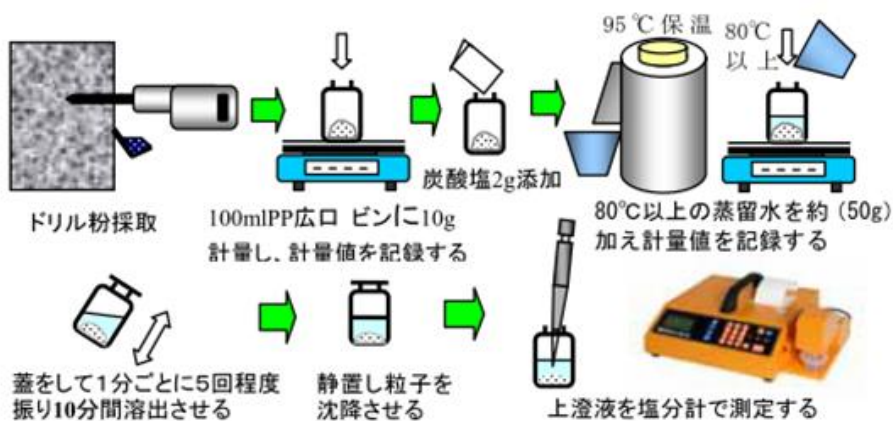 95℃保温
80℃
以上
炭酸塩2g添加
ドリル粉採取
100mlPP広口 ビンに10g
計量し、計量値を記録する
80℃以上の蒸留水を約 (50g)
加え計量値を記録する
蓋をして1分ごとに5回程度
振り10分間溶出させる
静置し粒子を
沈降させる
上澄液を塩分計で測定する